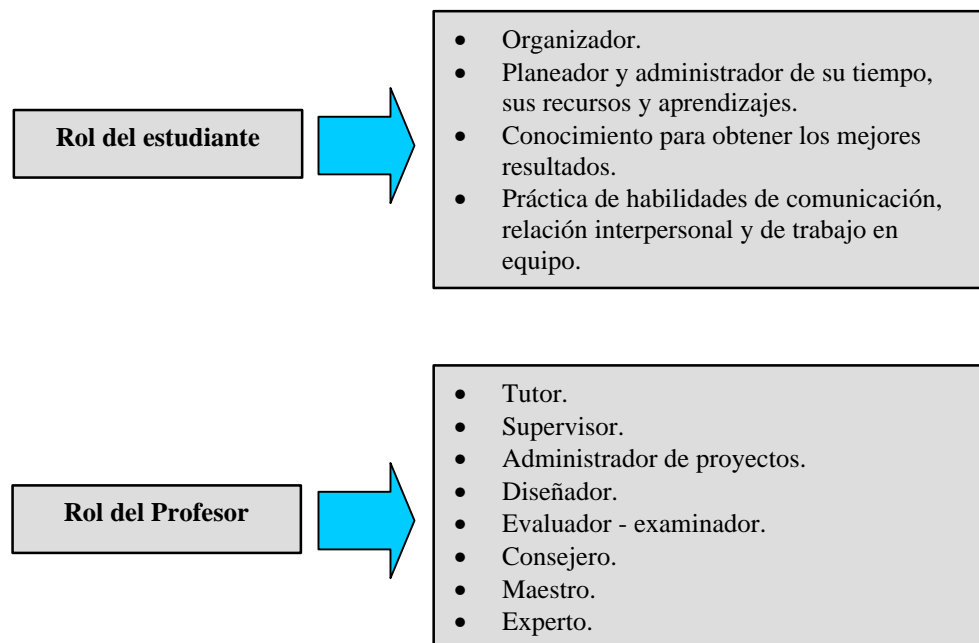 Rol del estudiante
• Organizador.
• Planeador y administrador de su tiempo,
sus recursos y aprendizajes.
• Conocimiento para obtener los mejores
resultados.
• Práctica de habilidades de comunicación,
relación interpersonal y de trabajo en
equipo.
Rol del Profesor
• Tutor.
• Supervisor.
• Administrador de proyectos.
• Diseñador.
• Evaluador - examinador.
• Consejero.
• Maestro.
• Experto.